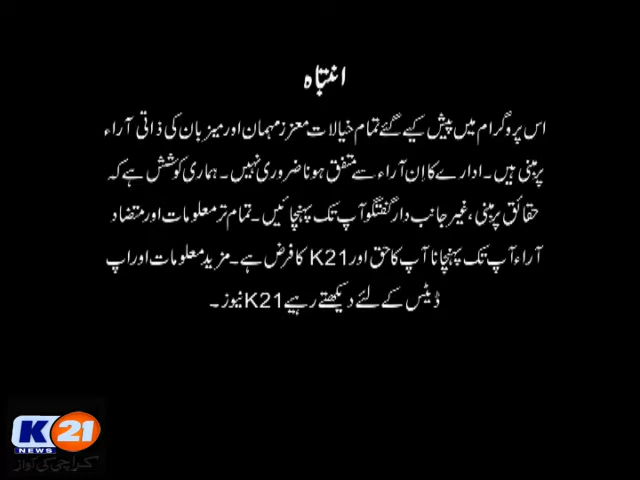 انتباہ
اس پروگرام میں پیش کیے گئے تمام خیالات معزز مہمان اور میزبان کی ذاتی آراء
پر مبنی ہیں۔ ادارے کا اِن آراء سے متفق ہونا ضروری نہیں۔ ہماری کوشش ہے کہ
حقائق پر مبنی، غیر جانب دار گفتگو آپ تک پہنچائیں۔ تمام تر معلومات اور متضاد
آراء آپ تک پہنچانا آپ کا حق اور K21 کا فرض ہے۔ مزید معلومات اور اپ
ڈیٹس کے لئے دیکھتے رہیے K21 نیوز۔
K21
NEWS
کراچی کی آواز